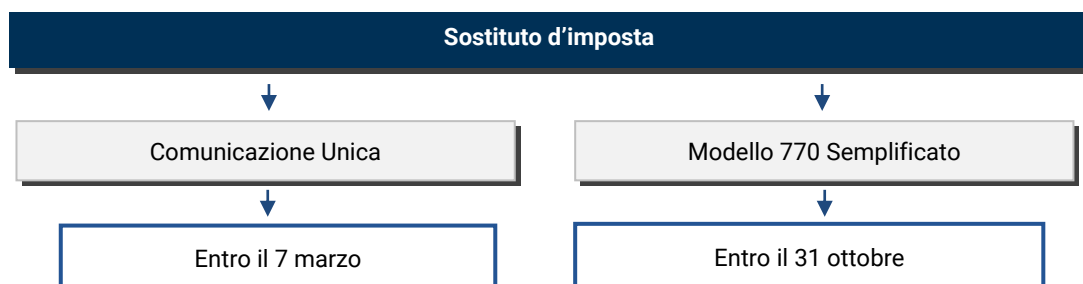 Sostituto d’imposta
Comunicazione Unica
Modello 770 Semplificato
Entro il 7 marzo
Entro il 31 ottobre